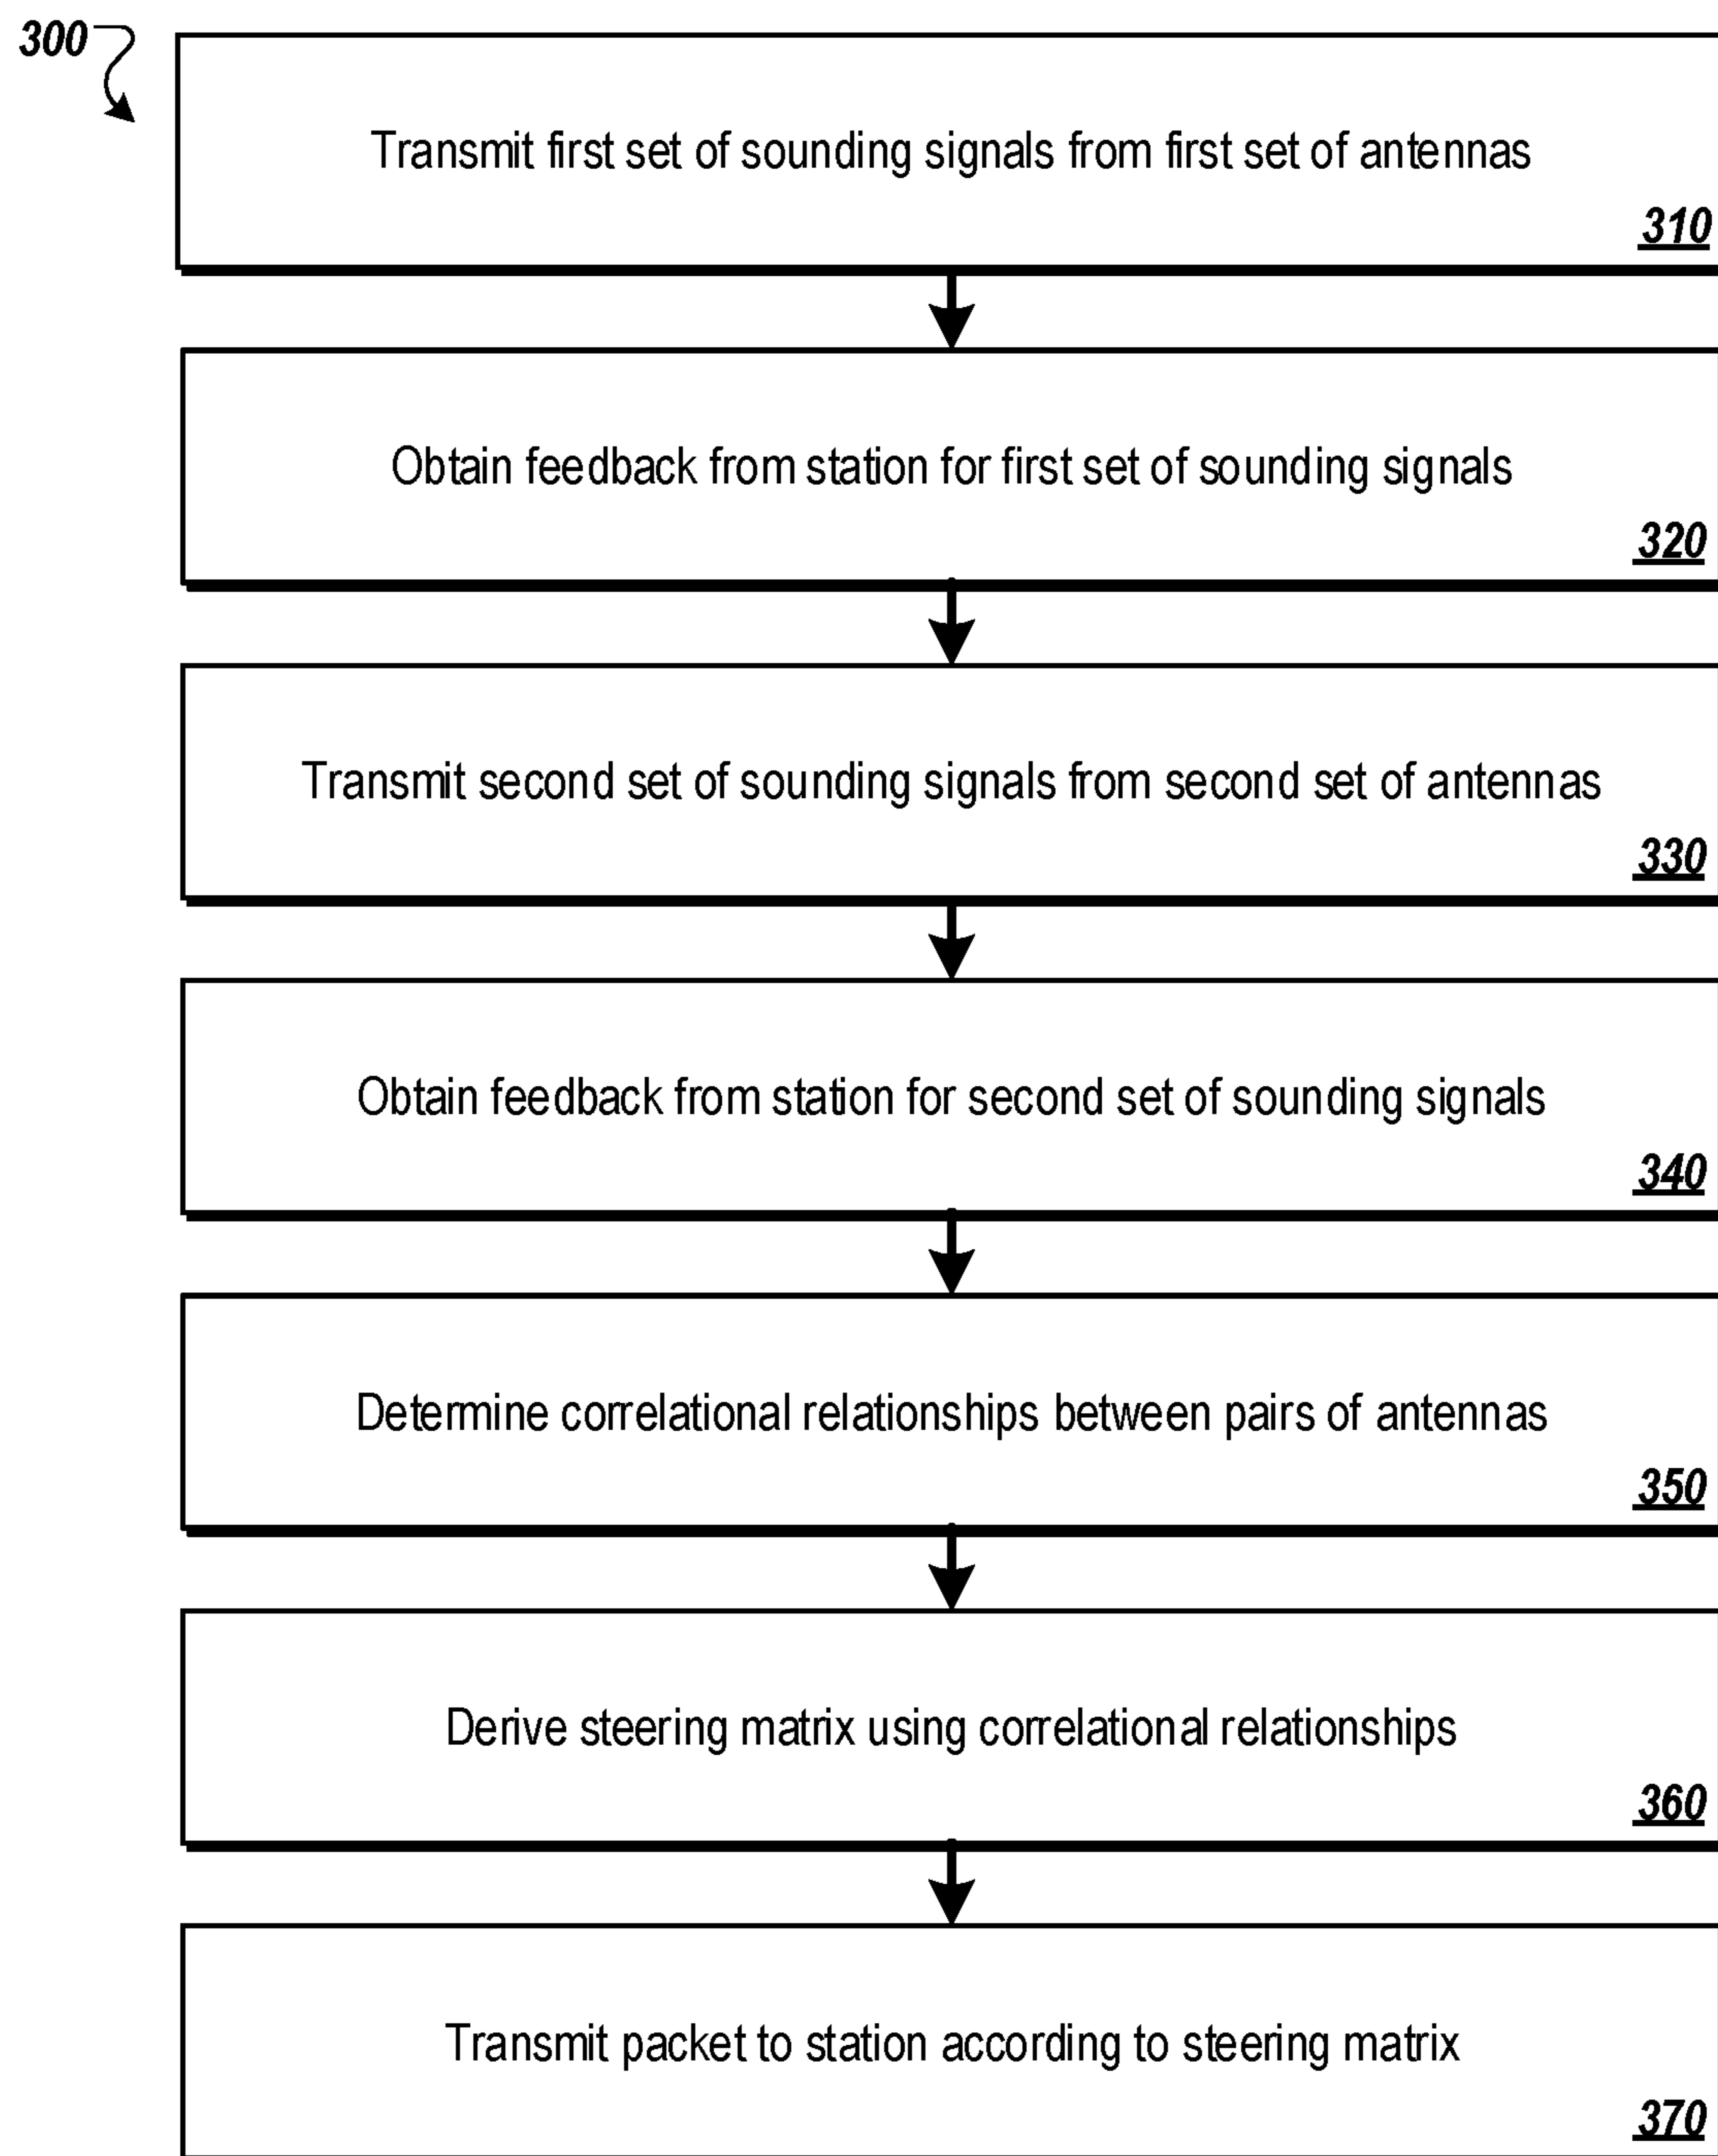 300
Transmit first set of sounding signals from first set of antennas
310
Obtain feedback from station for first set of sounding signals
320
Transmit second set of sounding signals from second set of antennas
330
Obtain feedback from station for second set of sounding signals
340
Determine correlational relationships between pairs of antennas
350
Derive steering matrix using correlational relationships
360
Transmit packet to station according to steering matrix
370